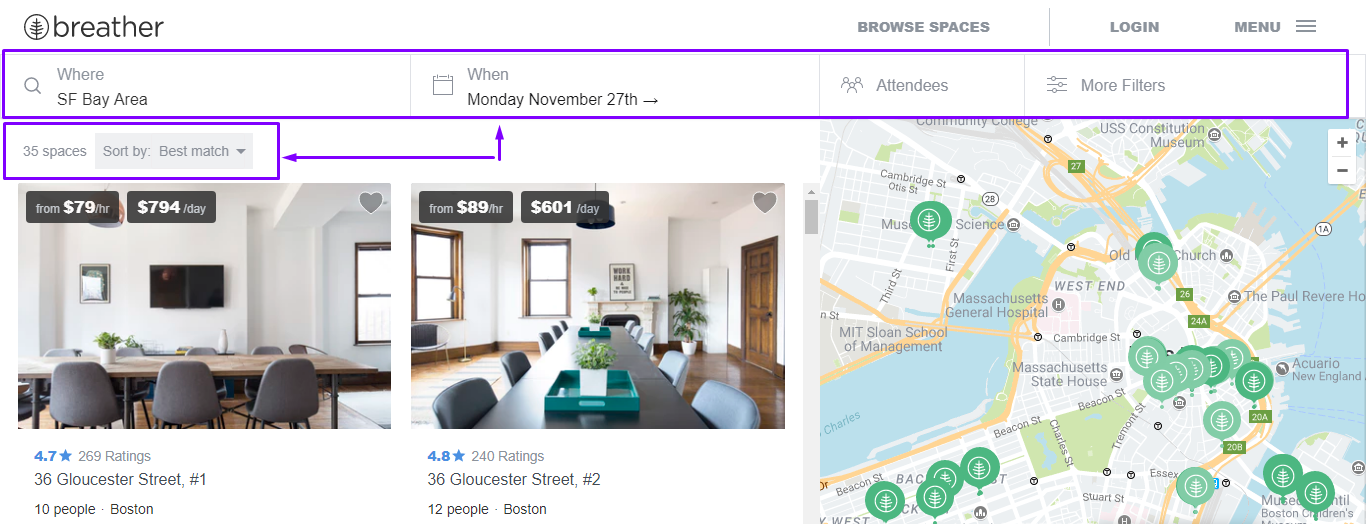 breather
BROWSE SPACES
LOGIN
MENU
Where
SF Bay Area
When
Monday November 27th →
Attendees
More Filters
35 spaces
Sort by: Best match
from $79/hr
$794 /day
4.7★ 269 Ratings
36 Gloucester Street, #1
10 people · Boston
from $89/hr
$601 /day
WORK
HARD
&
BE NICE
TO PEOPLE
4.8★ 240 Ratings
36 Gloucester Street, #2
12 people · Boston
Community College
USS Constitution
Museum
+
−
27
Cambridge St
Otis St
28
1A
Science
First St
Third St
Old
Church
WEST END
26
The Paul Revere Ho
Massachusetts
General Hospital
n St
24A
MIT Sloan School
of Management
Cambridge St
Massachusetts
State House
Acuario
New England A
Charles
Beacon St
Beacon St
Tremont St
20A
Charles St
20B
Essex
Beacon St
Stuart St
Boston Children's
Museum